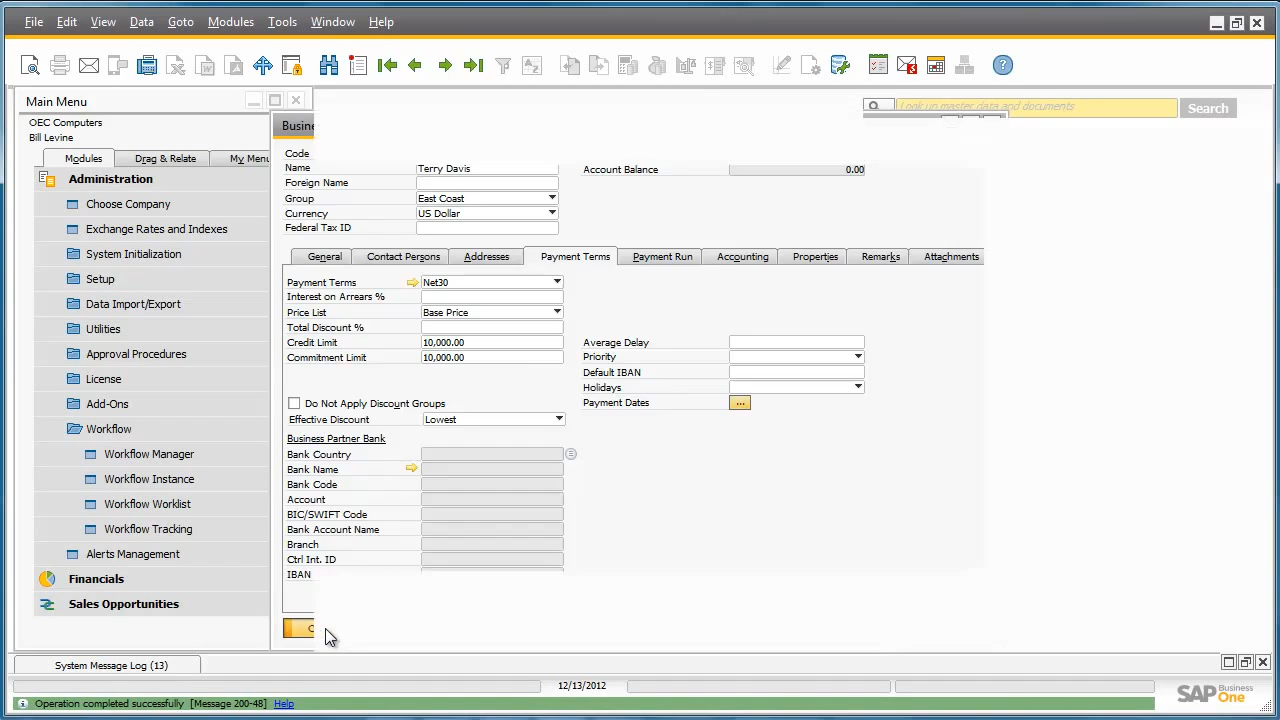 File Edit View Data Goto Modules Tools Window Help
Main Menu
OEC Computers
Bill Levine
Modules Drag & Relate My Menu
Administration
Choose Company
Exchange Rates and Indexes
System Initialization
Setup
Data Import/Export
Utilities
Approval Procedures
License
Add-Ons
Workflow
Workflow Manager
Workflow Instance
Workflow Worklist
Workflow Tracking
Alerts Management
Financials
Sales Opportunities
Look up master data and documents Search
Busine
Code
Name Terry Davis Account Balance 0.00
Foreign Name
Group East Coast
Currency US Dollar
Federal Tax ID
General Contact Persons Addresses Payment Terms Payment Run Accounting Properties Remarks Attachments
Payment Terms Net30
Interest on Arrears %
Price List Base Price
Total Discount %
Credit Limit 10,000.00 Average Delay
Commitment Limit 10,000.00 Priority
Default IBAN
Holidays
Do Not Apply Discount Groups Payment Dates ...
Effective Discount Lowest
Business Partner Bank
Bank Country
Bank Name
Bank Code
Account
BIC/SWIFT Code
Bank Account Name
Branch
Ctrl Int. ID
IBAN
System Message Log (13)
12/13/2012
SAP Business One
Operation completed successfully [Message 200-48] Help